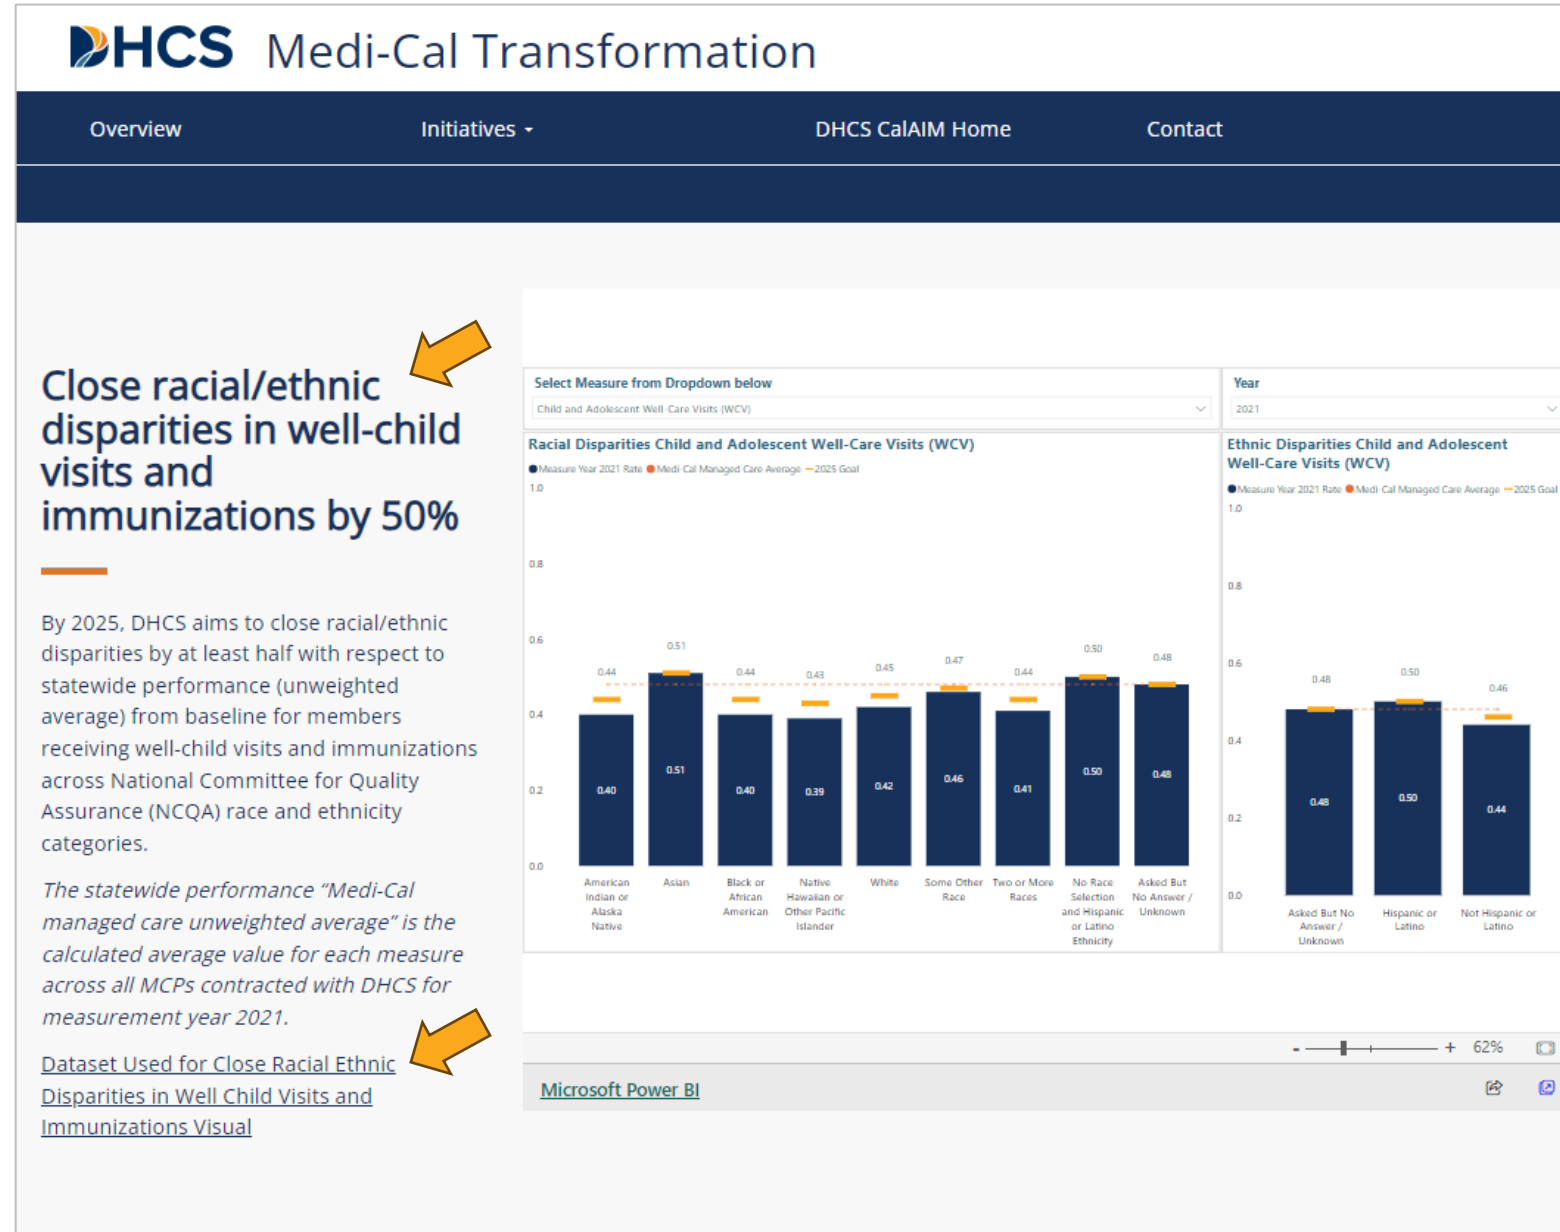 DHCS Medi-Cal Transformation
Overview
Initiatives
DHCS CalAIM Home
Contact
Close racial/ethnic
disparities in well-child
visits and
immunizations by 50%
By 2025, DHCS aims to close racial/ethnic
disparities by at least half with respect to
statewide performance (unweighted
average) from baseline for members
receiving well-child visits and immunizations
across National Committee for Quality
Assurance (NCQA) race and ethnicity
categories.
The statewide performance “Medi-Cal
managed care unweighted average” is the
calculated average value for each measure
across all MCPs contracted with DHCS for
measurement year 2021.
Dataset Used for Close Racial Ethnic
Disparities in Well Child Visits and
Immunizations Visual
Select Measure from Dropdown below
Child and Adolescent Well-Care Visits (WCV)
Year
2021
Racial Disparities Child and Adolescent Well-Care Visits (WCV)
Measure Year 2021 Rate Medi-Cal Managed Care Average 2025 Goal
1.0
0.8
0.6
0.4
0.2
0.0
0.44
0.51
0.44
0.43
0.45
0.47
0.44
0.50
0.48
0.40
0.51
0.40
0.39
0.42
0.46
0.41
0.50
0.48
American
Indian or
Alaska
Native
Asian
Black or
African
American
Native
Hawaiian or
Other Pacific
Islander
White
Some Other
Race
Two or More
Races
No Race
Selection
and Hispanic
or Latino
Ethnicity
Asked But
No Answer /
Unknown
Ethnic Disparities Child and Adolescent
Well-Care Visits (WCV)
Measure Year 2021 Rate Medi-Cal Managed Care Average 2025 Goal
1.0
0.8
0.6
0.4
0.2
0.0
0.48
0.50
0.46
0.48
0.50
0.44
Asked But No
Answer /
Unknown
Hispanic or
Latino
Not Hispanic or
Latino
- + 62%
Microsoft Power BI